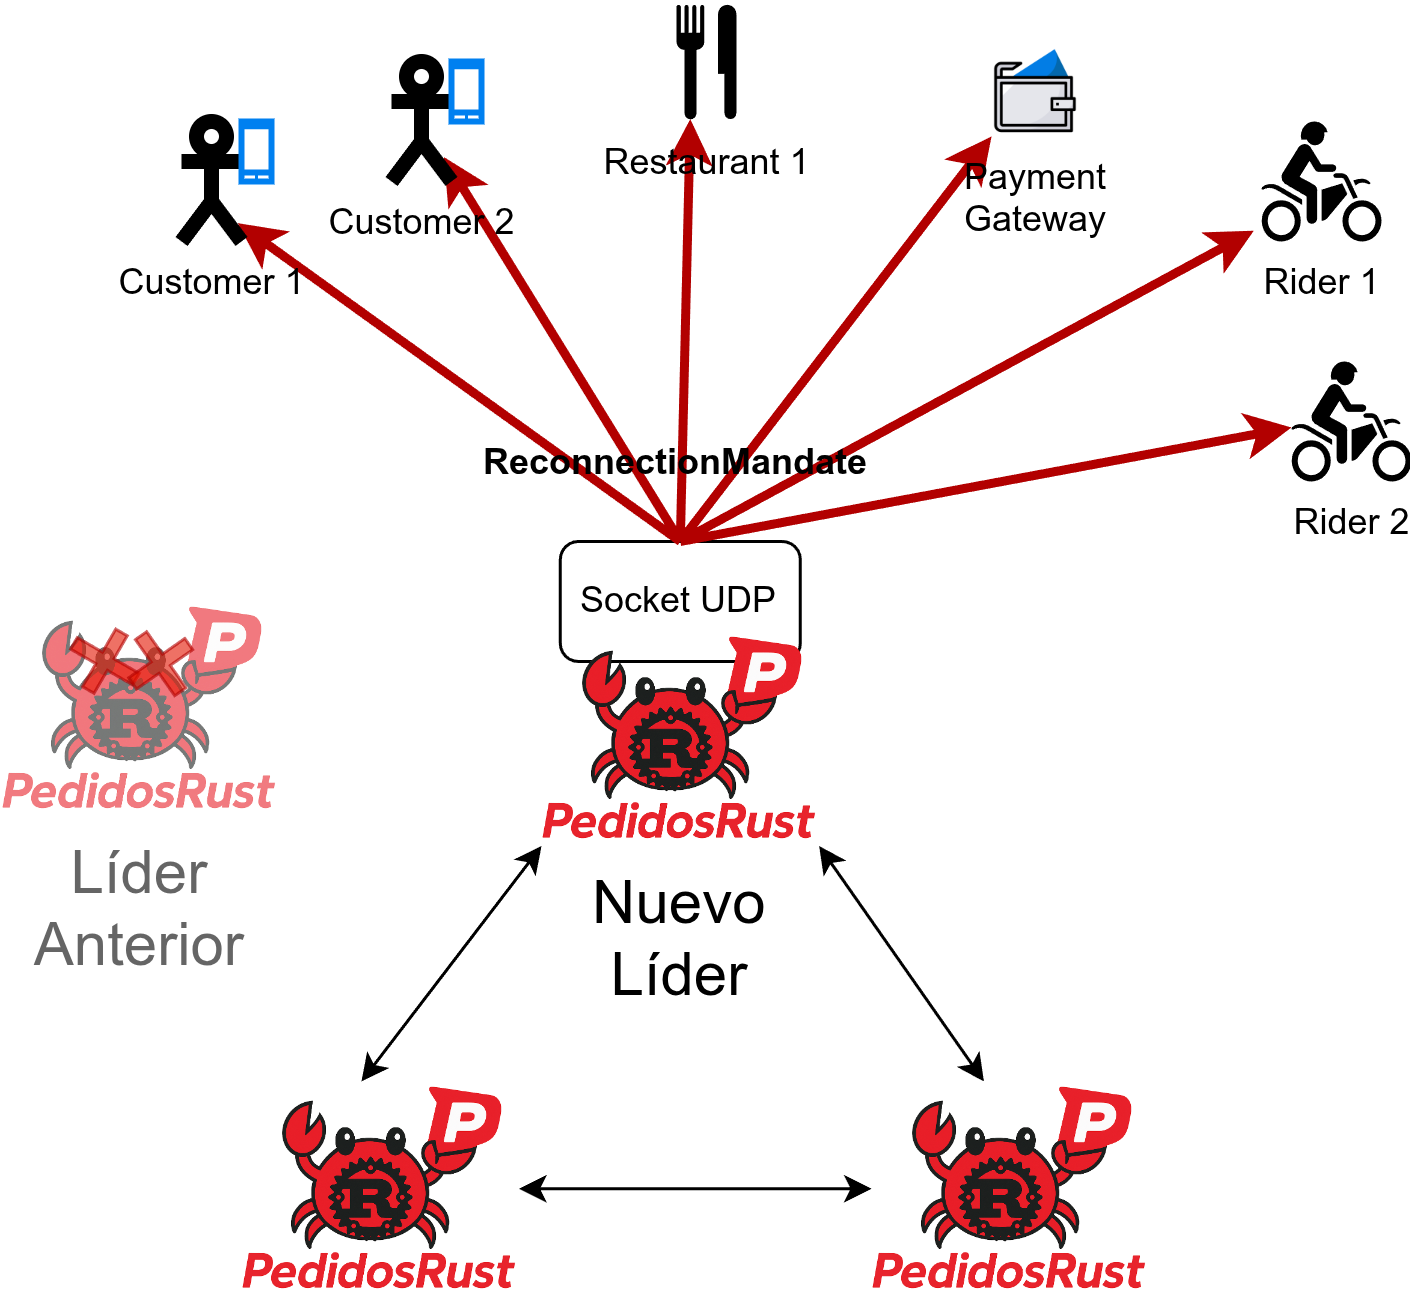 Restaurant 1
Payment
Gateway
Customer 2
Customer 1
Rider 1
ReconnectionMandate
Rider 2
Socket UDP
P
R
PedidosRust
Líder
Anterior
P
R
PedidosRust
Nuevo
Líder
P
R
PedidosRust
P
R
PedidosRust